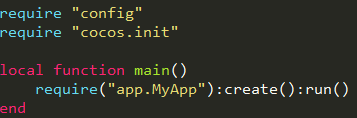 require "config"
require "cocos.init"

local function main()
    require("app.MyApp"):create():run()
end